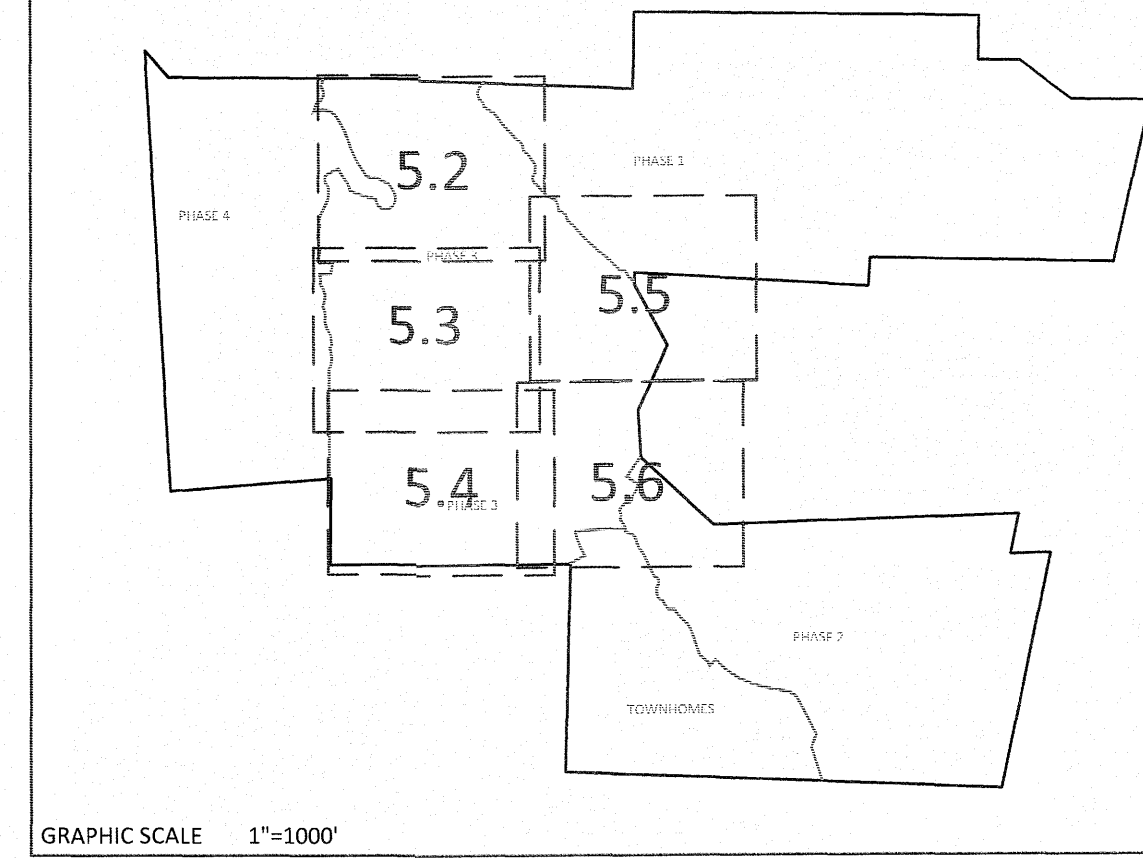 PHASE 1
5.2
PHASE 4
PHASE 3
5.5
5.3
5.4
5.6
PHASE 3
PHASE 2
TOWNHOMES
GRAPHIC SCALE 1"=1000'